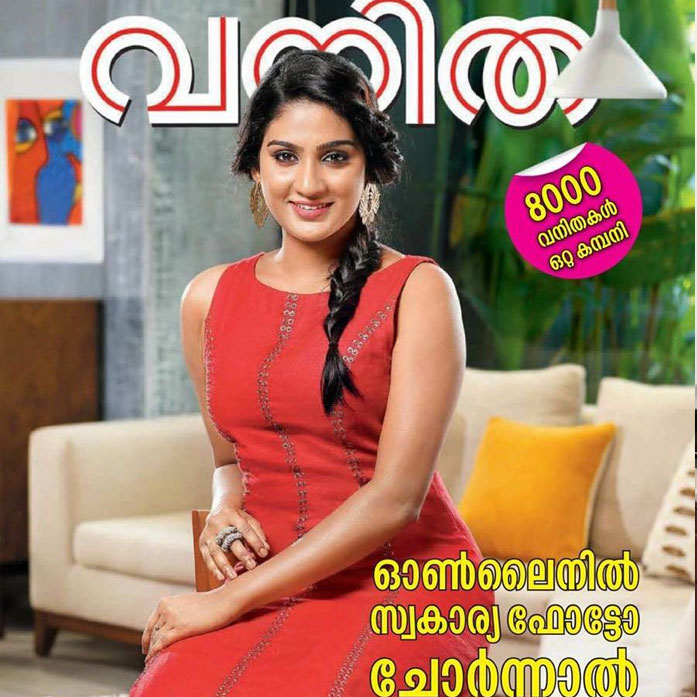 വനിത
8000
വനിതകൾ
ഒറ്റ കമ്പനി
ഓൺലൈനിൽ
സ്വകാര്യ ഫോട്ടോ
ചോർന്നാൽ